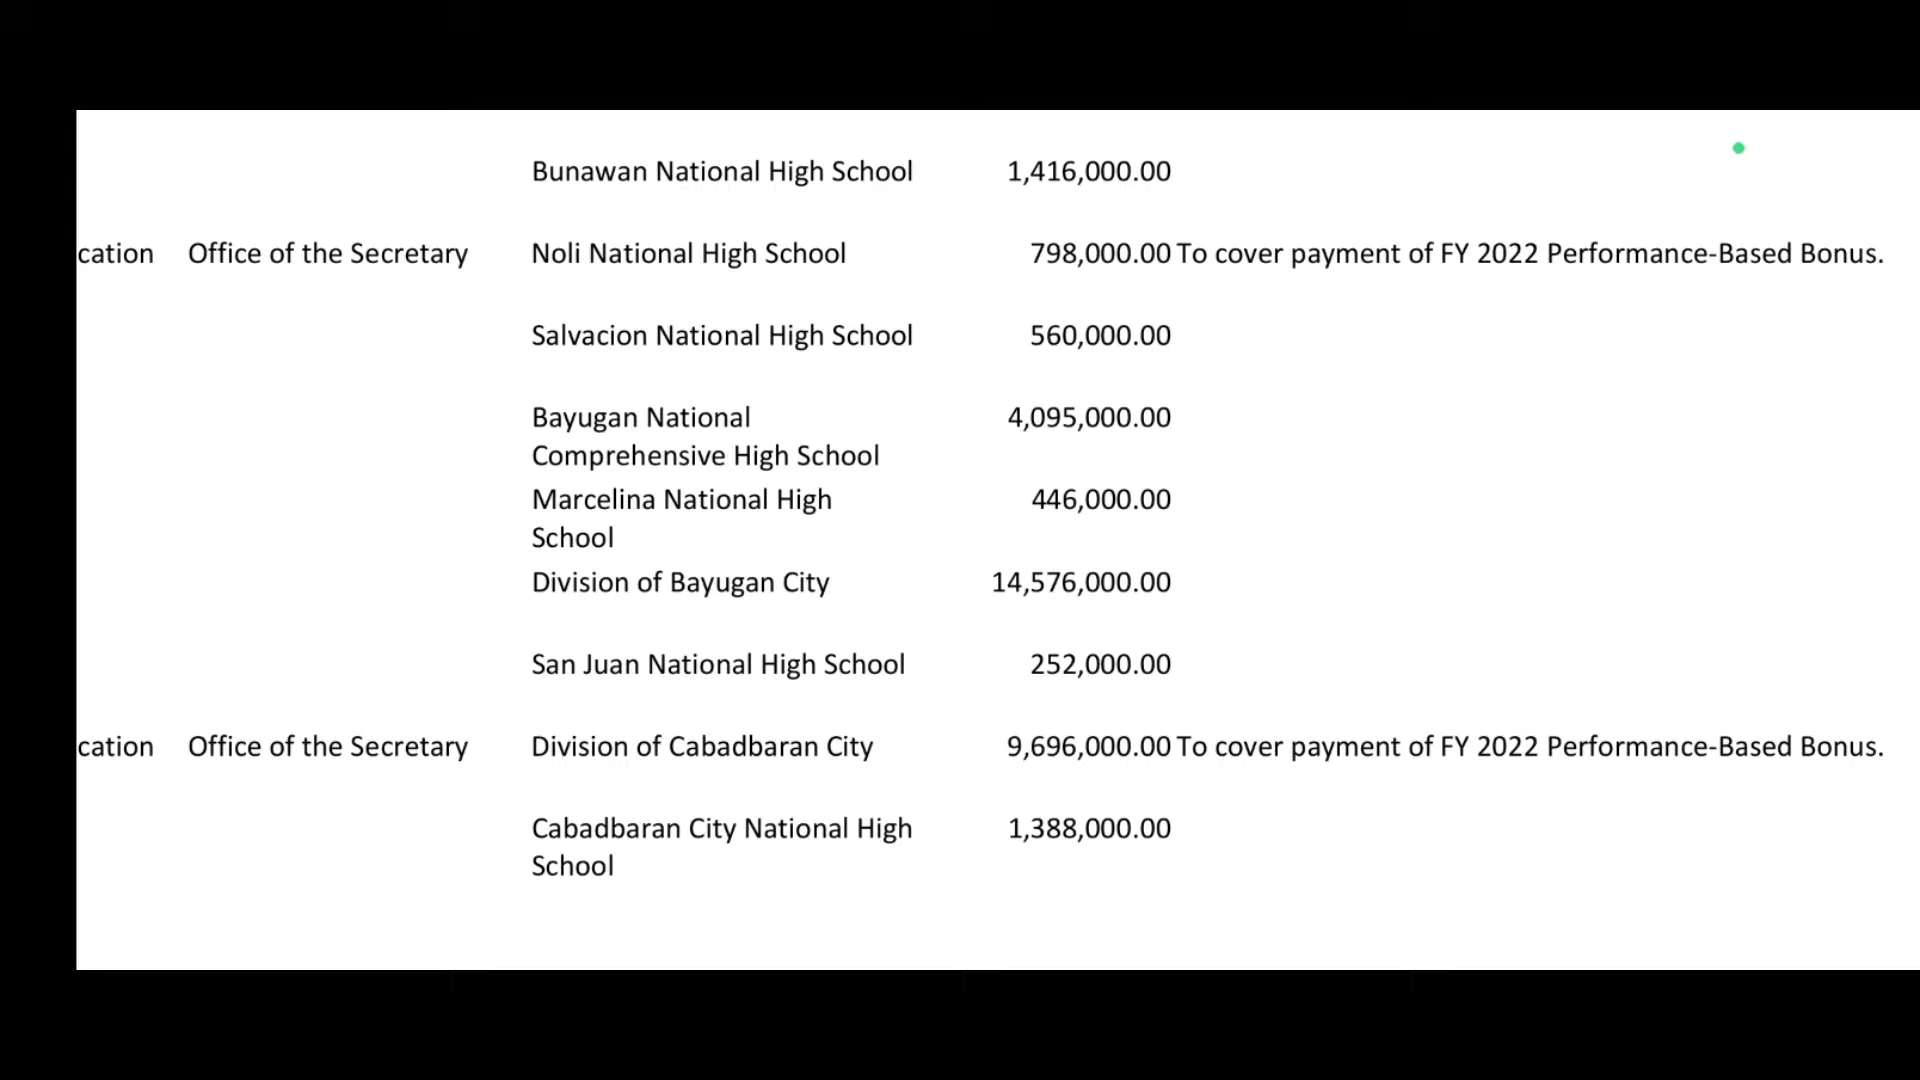 Bunawan National High School 1,416,000.00
cation Office of the Secretary Noli National High School 798,000.00 To cover payment of FY 2022 Performance-Based Bonus.
Salvacion National High School 560,000.00
Bayugan National 4,095,000.00
Comprehensive High School
Marcelina National High 446,000.00
School
Division of Bayugan City 14,576,000.00
San Juan National High School 252,000.00
cation Office of the Secretary Division of Cabadbaran City 9,696,000.00 To cover payment of FY 2022 Performance-Based Bonus.
Cabadbaran City National High 1,388,000.00
School